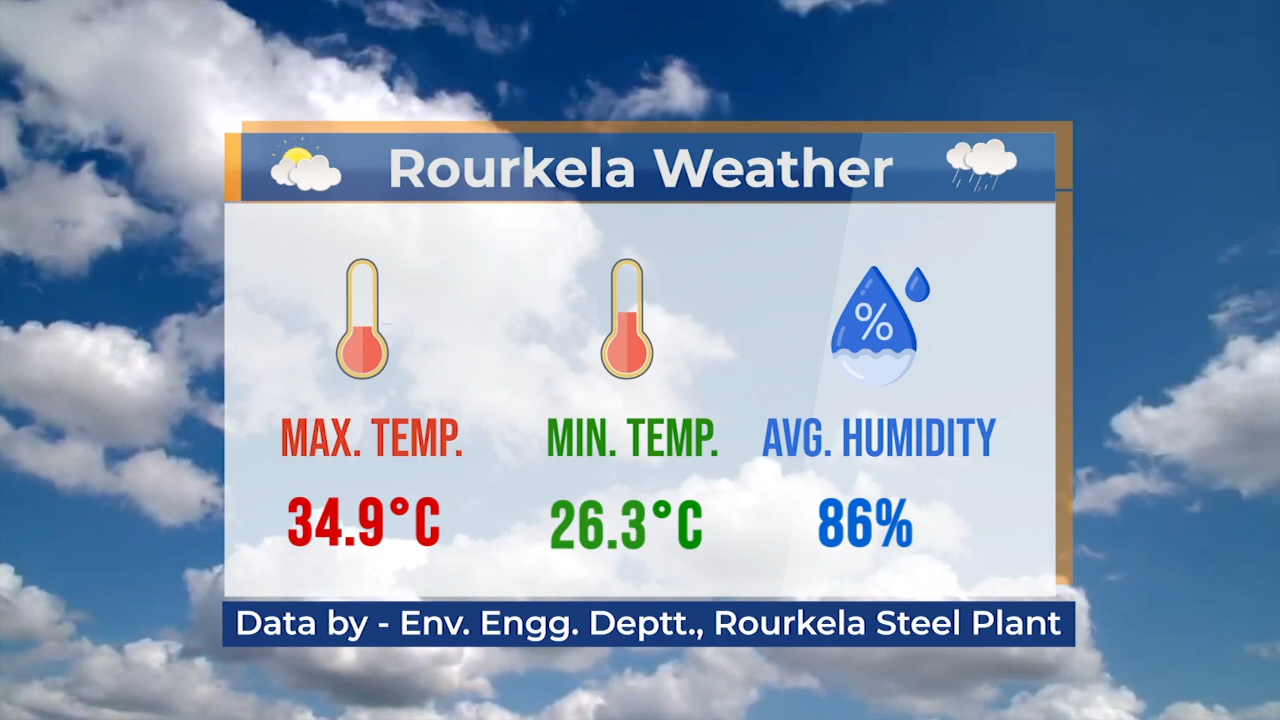 Rourkela Weather
%
MAX. TEMP.
MIN. TEMP.
AVG. HUMIDITY
34.9°C
26.3°C
86%
Data by - Env. Engg. Deptt., Rourkela Steel Plant